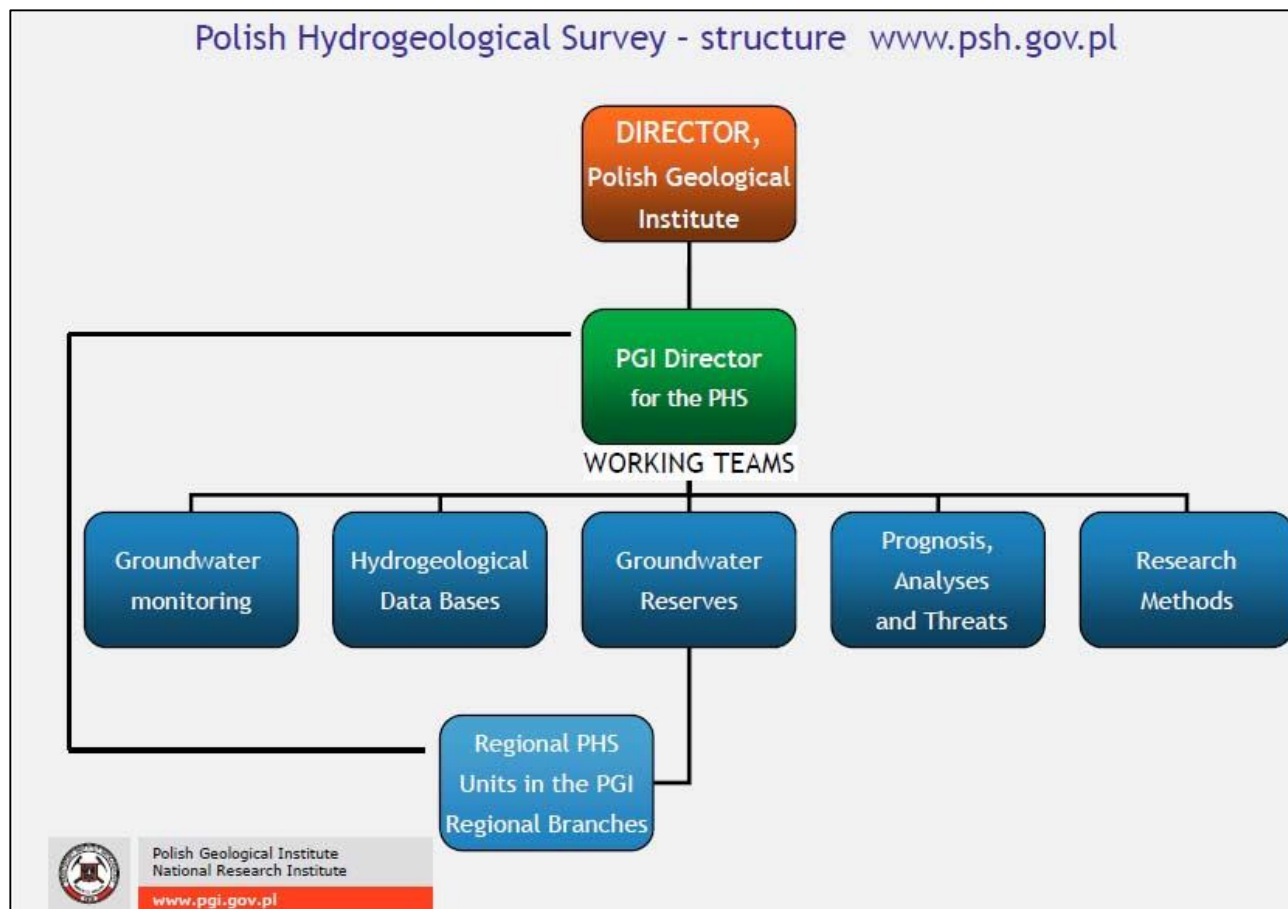 Polish Hydrogeological Survey - structure www.psh.gov.pl
DIRECTOR,
Polish Geological
Institute
PGI Director
for the PHS
WORKING TEAMS
Groundwater
monitoring
Hydrogeological
Data Bases
Groundwater
Reserves
Prognosis,
Analyses
and Threats
Research
Methods
Regional PHS
Units in the PGI
Regional Branches
Polish Geological Institute
National Research Institute
www.pgi.gov.pl